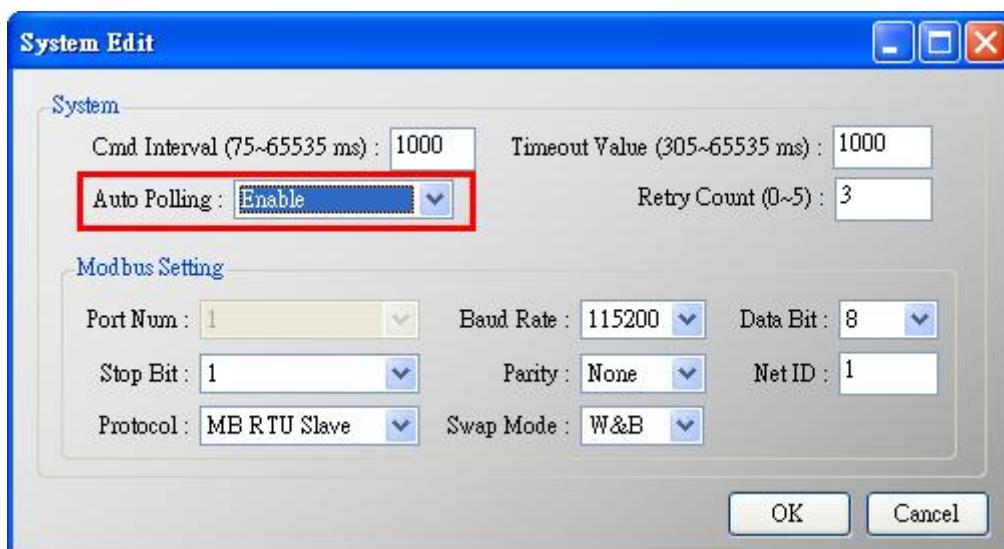 System Edit
System
Cmd Interval (75~65535 ms) : 1000 Timeout Value (305~65535 ms) : 1000
Auto Polling : Enable Retry Count (0~5) : 3
Modbus Setting
Port Num : 1 Baud Rate : 115200 Data Bit : 8
Stop Bit : 1 Parity : None Net ID : 1
Protocol : MB RTU Slave Swap Mode : W&B
OK Cancel